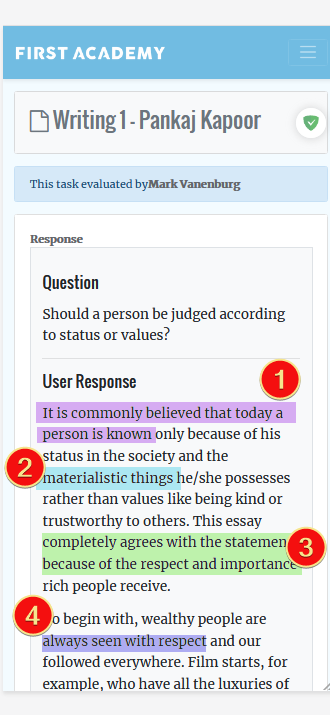 FIRST ACADEMY
Writing 1 - Pankaj Kapoor
This task evaluated byMark Vanenburg
Response
Question
Should a person be judged according
to status or values?
User Response
1
It is commonly believed that today a
person is known only because of his
status in the society and the
2
materialistic things he/she possesses
rather than values like being kind or
trustworthy to others. This essay
completely agrees with the
3
because of the respect and importance
rich people receive.
4
begin with, wealthy people are
always seen with respect and our
followed everywhere. Film starts, for
example, who have all the luxuries of